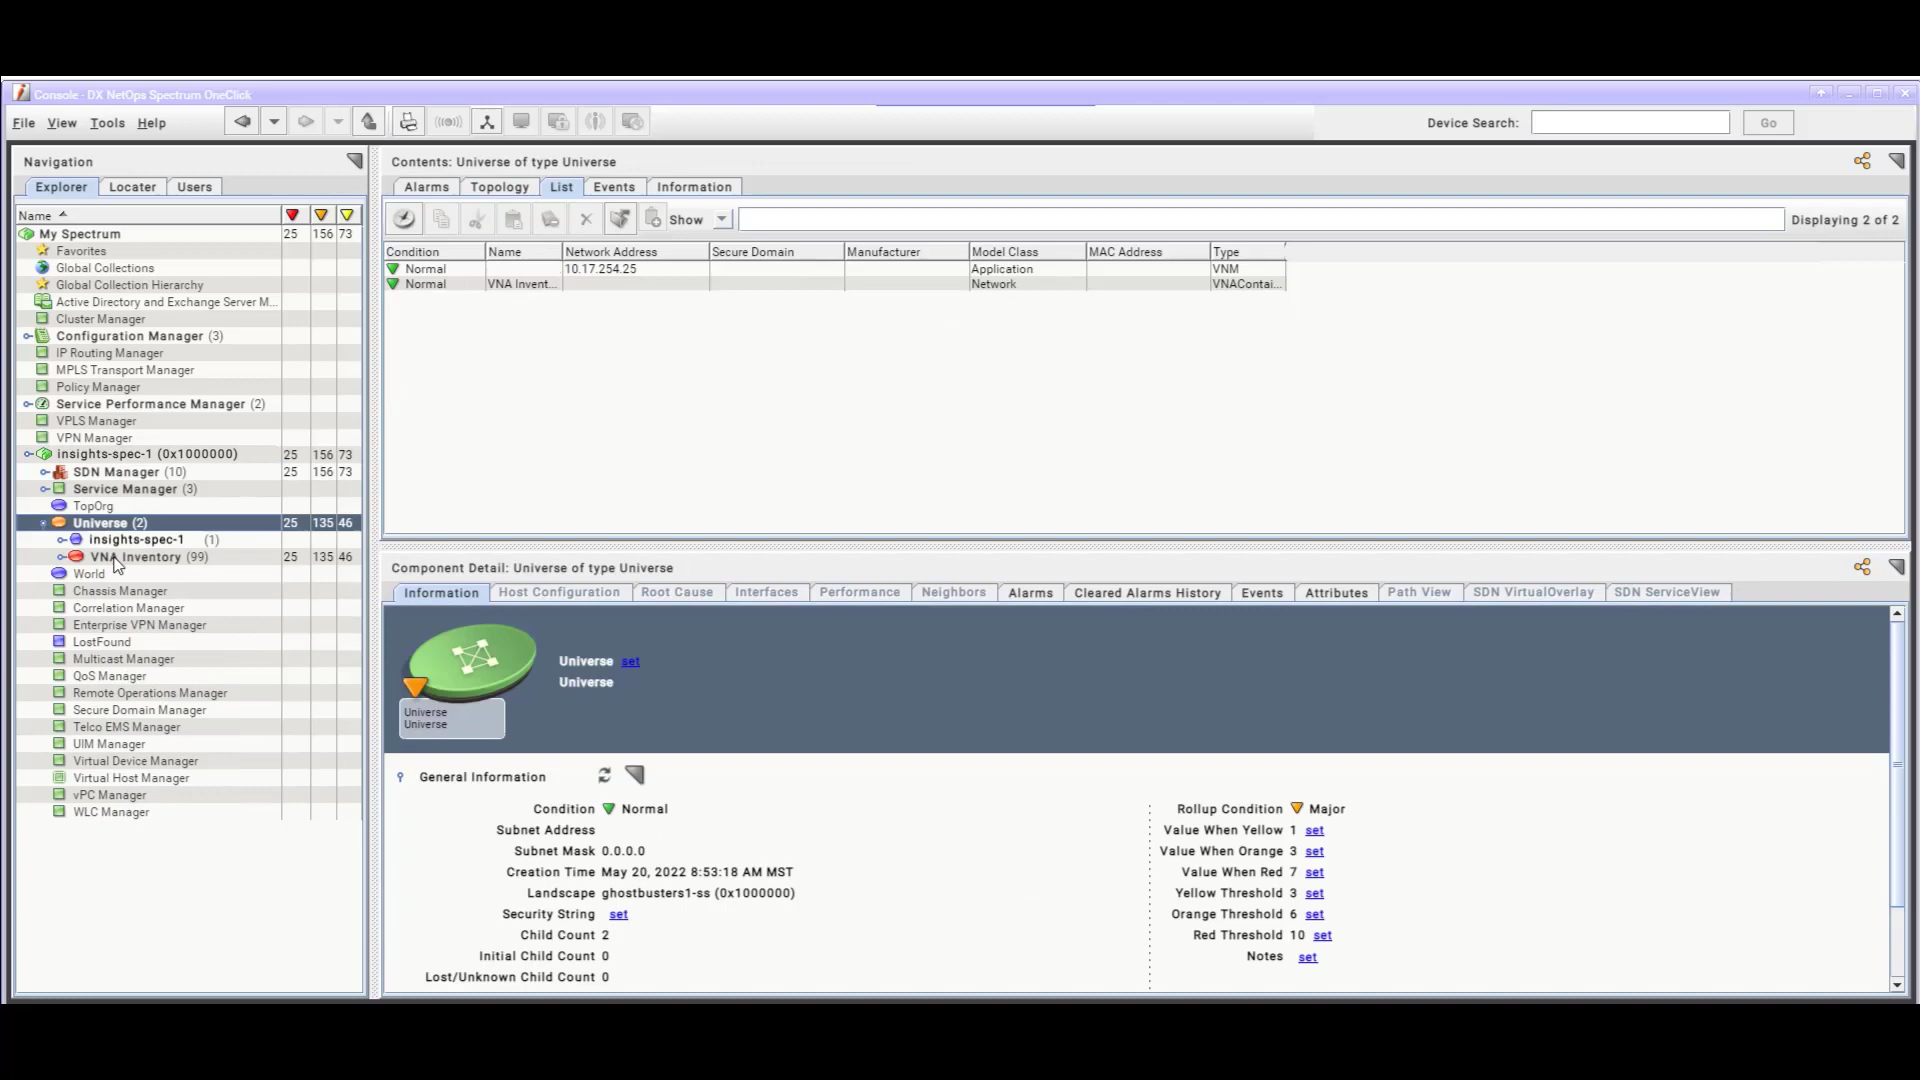 Console - DX NetOps Spectrum OneClick
File View Tools Help
Device Search: Go
Navigation
Explorer Locater Users
Name
My Spectrum 25 156 73
Favorites
Global Collections
Global Collection Hierarchy
Active Directory and Exchange Server M...
Cluster Manager
Configuration Manager (3)
IP Routing Manager
MPLS Transport Manager
Policy Manager
Service Performance Manager (2)
VPLS Manager
VPN Manager
insights-spec-1 (0x1000000) 25 156 73
SDN Manager (10) 25 156 73
Service Manager (3)
TopOrg
Universe (2) 25 135 46
insights-spec-1 (1)
VNA Inventory (99) 25 135 46
World
Chassis Manager
Correlation Manager
Enterprise VPN Manager
LostFound
Multicast Manager
QoS Manager
Remote Operations Manager
Secure Domain Manager
Telco EMS Manager
UIM Manager
Virtual Device Manager
Virtual Host Manager
vPC Manager
WLC Manager
Contents: Universe of type Universe
Alarms Topology List Events Information
Show Displaying 2 of 2
Condition Name Network Address Secure Domain Manufacturer Model Class MAC Address Type
Normal 10.17.254.25 Application VNM
Normal VNA Invent... Network VNAContai...
Component Detail: Universe of type Universe
Information Host Configuration Root Cause Interfaces Performance Neighbors Alarms Cleared Alarms History Events Attributes Path View SDN VirtualOverlay SDN ServiceView
Universe set
Universe
Universe
Universe
General Information
Condition Normal
Subnet Address
Subnet Mask 0.0.0.0
Creation Time May 20, 2022 8:53:18 AM MST
Landscape ghostbusters1-ss (0x1000000)
Security String set
Child Count 2
Initial Child Count 0
Lost/Unknown Child Count 0
Rollup Condition Major
Value When Yellow 1 set
Value When Orange 3 set
Value When Red 7 set
Yellow Threshold 3 set
Orange Threshold 6 set
Red Threshold 10 set
Notes set